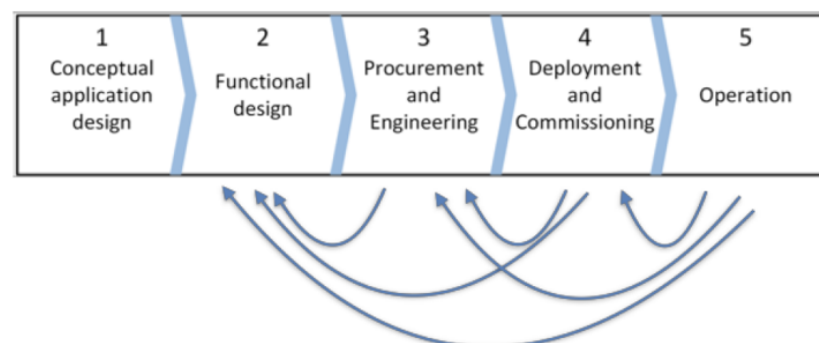 1
Conceptual
application
design
2
Functional
design
3
Procurement
and
Engineering
4
Deployment
and
Commissioning
5
Operation